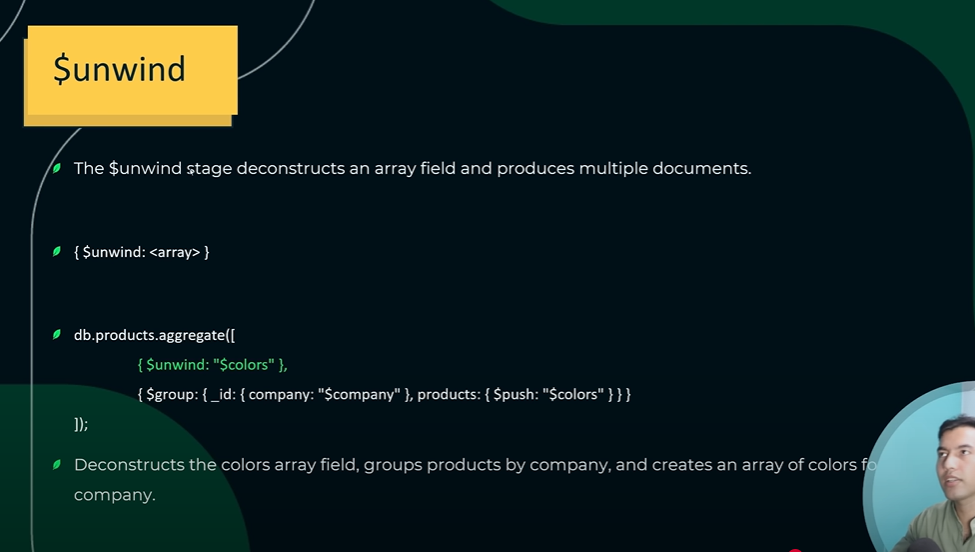 $unwind
The $unwind stage deconstructs an array field and produces multiple documents.
{ $unwind: <array> }
db.products.aggregate([
{ $unwind: "$colors" },
{ $group: { _id: { company: "$company" }, products: { $push: "$colors" } } }
]);
Deconstructs the colors array field, groups products by company, and creates an array of colors fo
company.